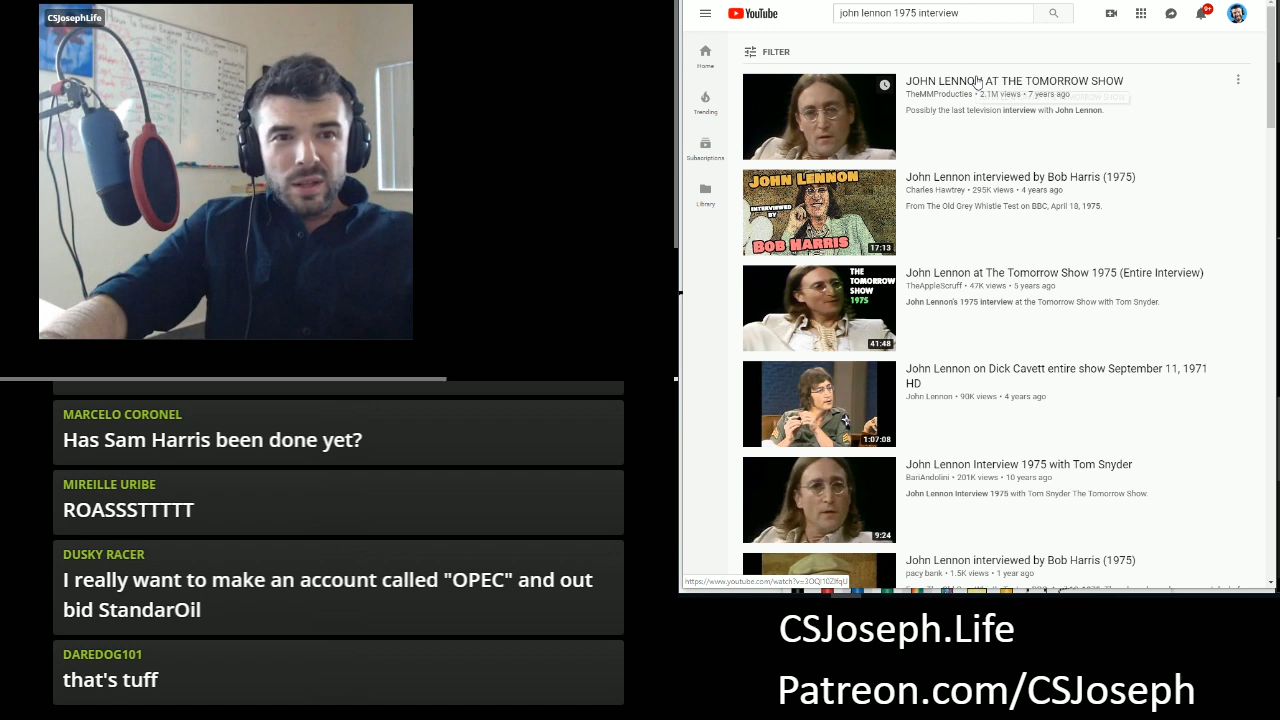 CSJosephLife
MARCELO CORONEL
Has Sam Harris been done yet?
MIREILLE URIBE
ROASSSTTTTT
DUSKY RACER
I really want to make an account called "OPEC" and out
bid StandarOil
DAREDOG101
that's tuff
YouTube
john lennon 1975 interview
9+
Home
Trending
Subscriptions
Library
FILTER
JOHN LENNON AT THE TOMORROW SHOW
TheMMProducties • 2.1M views • 7 years ago
Possibly the last television interview with John Lennon.
JOHN LENNON
INTERVIEWED
BY
BOB HARRIS
17:13
John Lennon interviewed by Bob Harris (1975)
Charles Hawtrey • 295K views • 4 years ago
From The Old Grey Whistle Test on BBC, April 18, 1975.
THE
TOMORROW
SHOW
1975
41:48
John Lennon at The Tomorrow Show 1975 (Entire Interview)
TheAppleScruff • 47K views • 5 years ago
John Lennon's 1975 interview at the Tomorrow Show with Tom Snyder.
1:07:08
John Lennon on Dick Cavett entire show September 11, 1971
HD
John Lennon • 90K views • 4 years ago
9:24
John Lennon Interview 1975 with Tom Snyder
BariAndolini • 201K views • 10 years ago
John Lennon Interview 1975 with Tom Snyder The Tomorrow Show.
John Lennon interviewed by Bob Harris (1975)
pacy bank • 1.5K views • 1 year ago
CSJoseph.Life
Patreon.com/CSJoseph